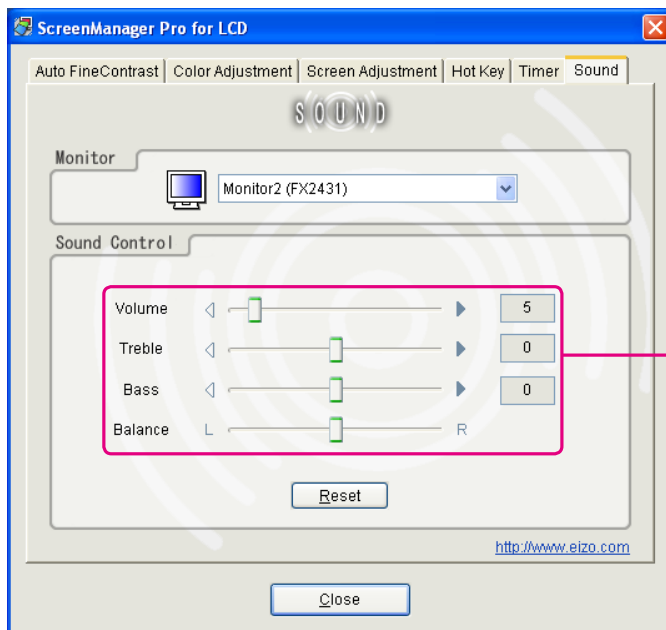 ScreenManager Pro for LCD
Auto FineContrast Color Adjustment Screen Adjustment Hot Key Timer Sound
SOUND
Monitor
Monitor2 (FX2431)
Sound Control
Volume 5
Treble 0
Bass 0
Balance L R
Reset
http://www.eizo.com
Close